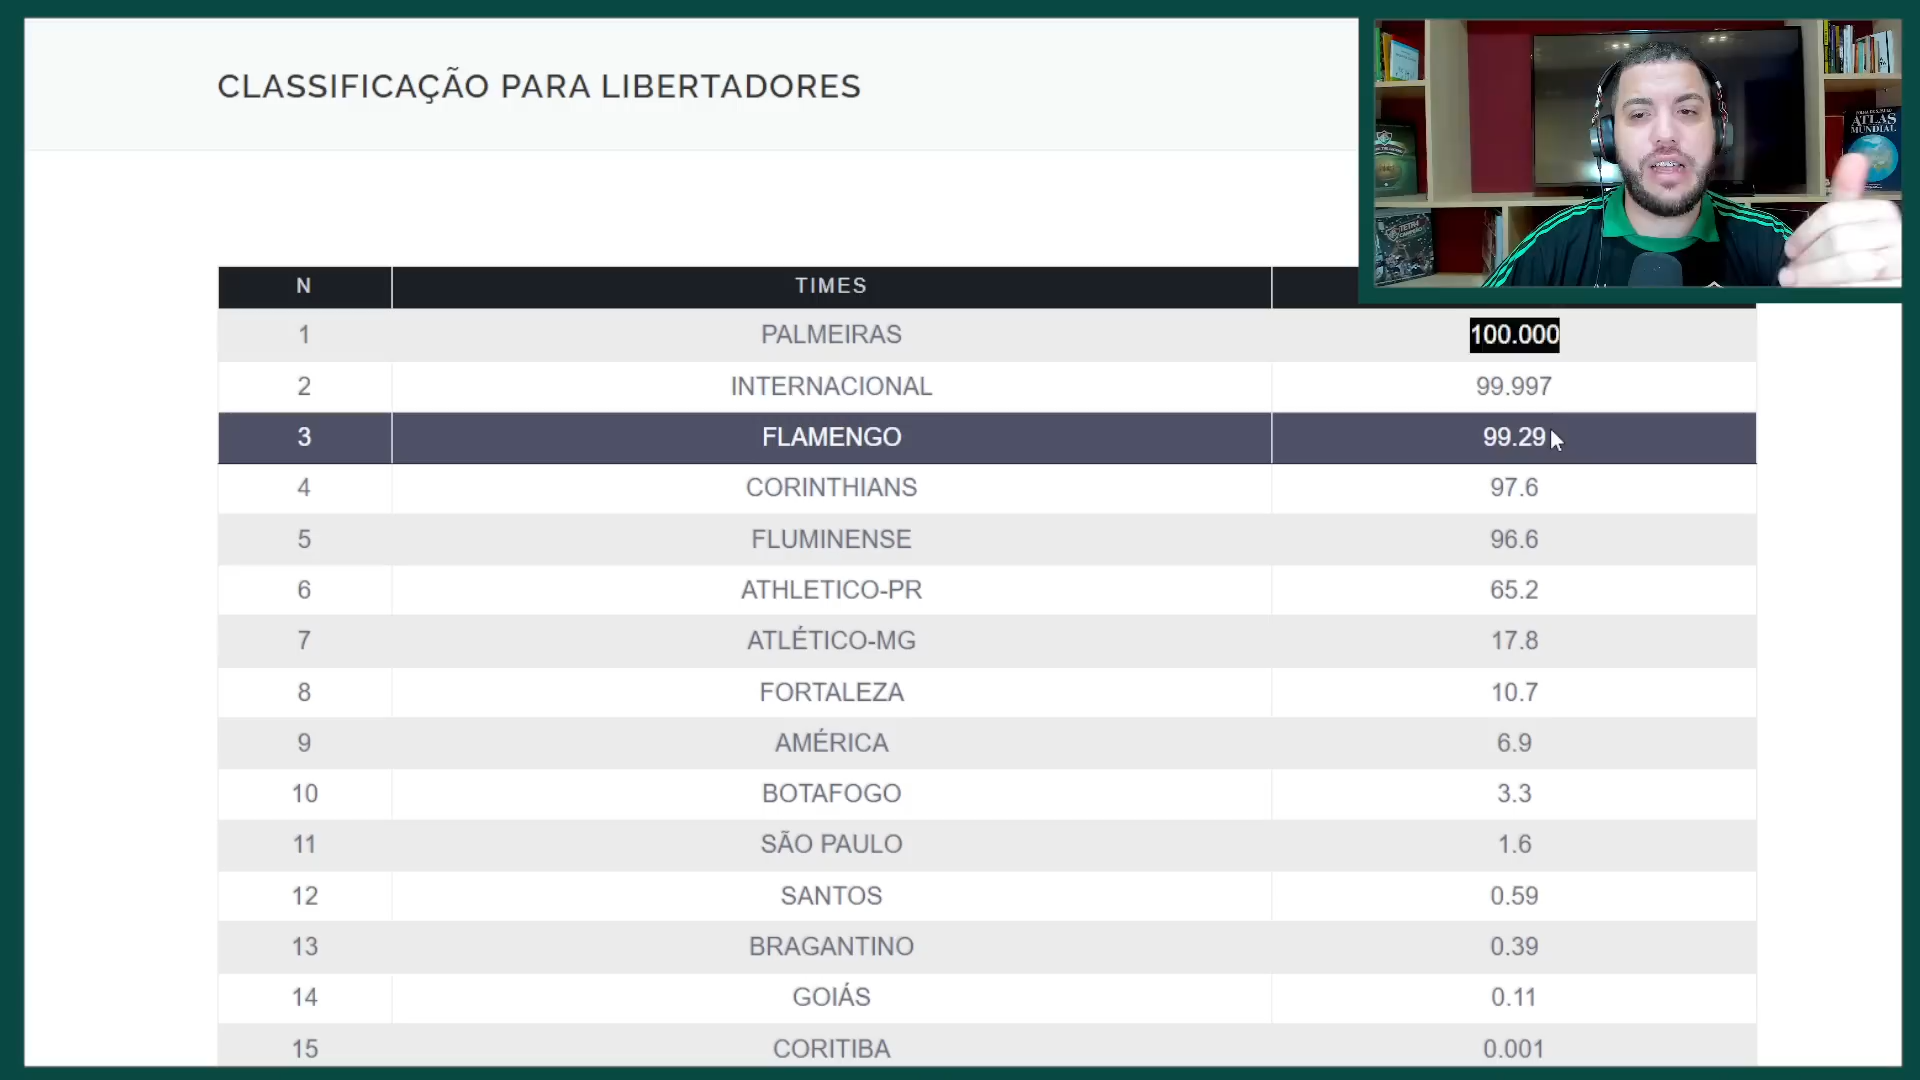 CLASSIFICAÇÃO PARA LIBERTADORES
ATLAS
MUNDIAL
N TIMES
1 PALMEIRAS 100.000
2 INTERNACIONAL 99.997
3 FLAMENGO 99.29
4 CORINTHIANS 97.6
5 FLUMINENSE 96.6
6 ATHLETICO-PR 65.2
7 ATLÉTICO-MG 17.8
8 FORTALEZA 10.7
9 AMÉRICA 6.9
10 BOTAFOGO 3.3
11 SÃO PAULO 1.6
12 SANTOS 0.59
13 BRAGANTINO 0.39
14 GOIÁS 0.11
15 CORITIBA 0.001